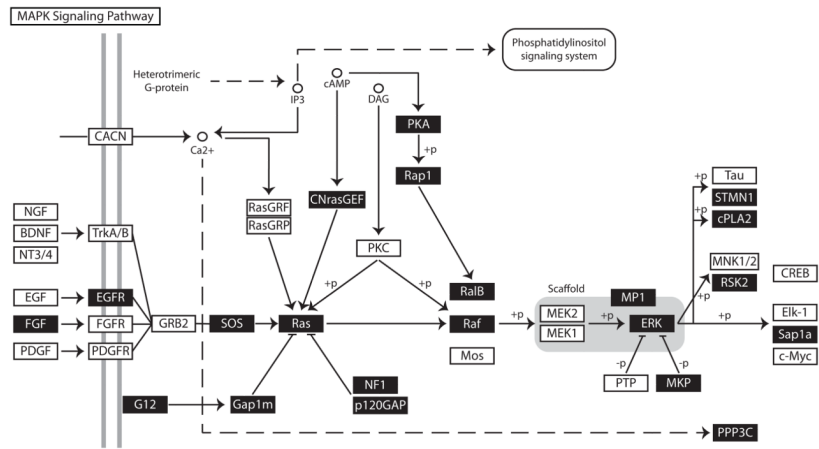 MAPK Signaling Pathway
Phosphatidylinositol
signaling system
Heterotrimeric
G-protein
IP3
cAMP
DAG
PKA
CACN
Ca2+
+p
Rap1
Tau
+p
STMN1
+p
cPLA2
NGF
BDNF
TrkA/B
NT3/4
RasGRF
RasGRP
CNrasGEF
PKC
MNK1/2
RSK2
CREB
+p
+p
RalB
Scaffold
MP1
+p
EGF
EGFR
FGF
FGFR
GRB2
SOS
Ras
Raf
+p
MEK2
MEK1
+p
ERK
+p
Elk-1
Sap1a
c-Myc
PDGF
PDGFR
Mos
-p
-p
PTP
MKP
NF1
p120GAP
G12
Gap1m
PPP3C